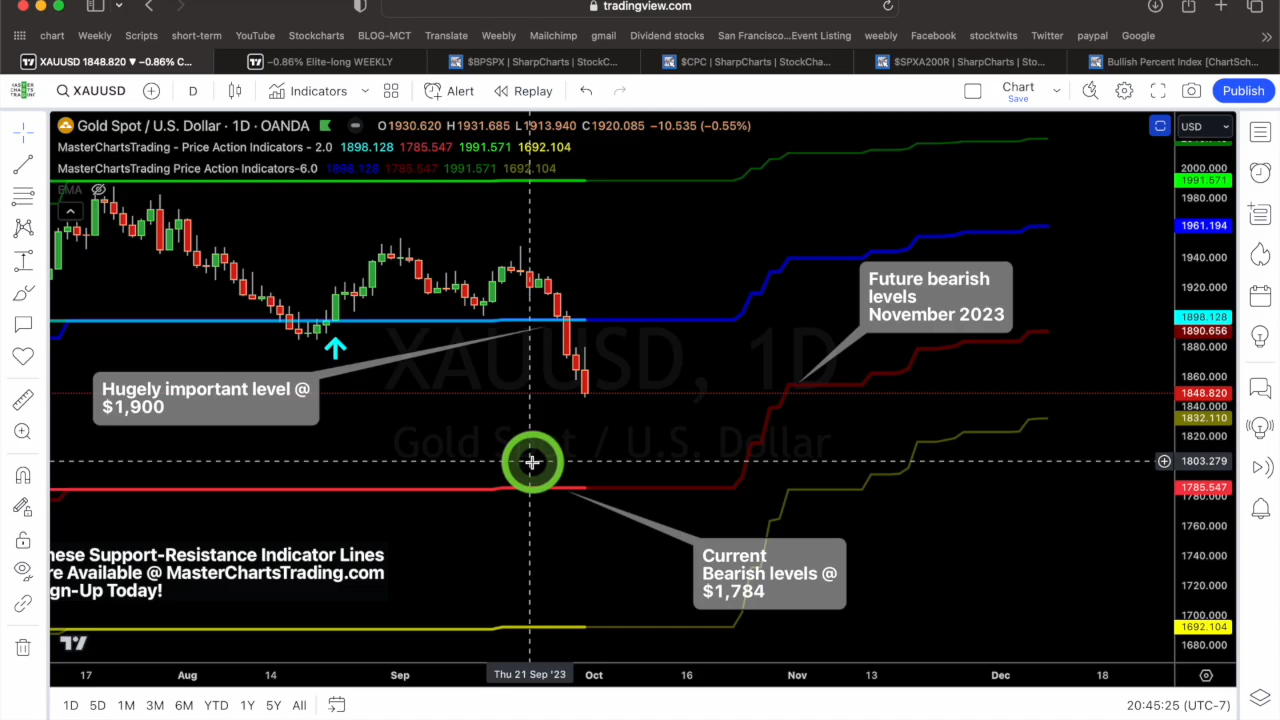 tradingview.com
chart Weekly Scripts short-term YouTube Stockcharts BLOG-MCT Translate Weebly Mailchimp gmail Dividend stocks San Francisco...Event Listing weebly Facebook stocktwits Twitter paypal Google
XAUUSD 1848.820 ▼ −0.86% C... −0.86% Elite-long WEEKLY $BPSPX | SharpCharts | StockC... $CPC | SharpCharts | StockCha... $SPXA200R | SharpCharts | Sto... Bullish Percent Index [ChartSch...
MASTER CHARTS TRADING XAUUSD D Indicators Alert Replay Chart Save Publish
Gold Spot / U.S. Dollar · 1D · OANDA O1930.620 H1931.685 L1913.940 C1920.085 −10.535 (−0.55%) USD
MasterChartsTrading - Price Action Indicators - 2.0 1898.128 1785.547 1991.571 1692.104
MasterChartsTrading Price Action Indicators-6.0 1898.128 1785.547 1991.571 1692.104
EMA
2000.000
1991.571
1980.000
1961.194
1940.000
1920.000
1898.128
1890.656
1880.000
1860.000
1848.820
1840.000
1832.110
1820.000
1803.279
1785.547
1780.000
1760.000
1740.000
1720.000
1700.000
1692.104
1680.000
Future bearish
levels
November 2023
XAUUSD, 1D
Gold Spot / U.S. Dollar
Hugely important level @
$1,900
Current
Bearish levels @
$1,784
hese Support-Resistance Indicator Lines
re Available @ MasterChartsTrading.com
gn-Up Today!
17 Aug 14 Sep Thu 21 Sep '23 Oct 16 Nov 13 Dec 18
1D 5D 1M 3M 6M YTD 1Y 5Y All 20:45:25 (UTC-7)